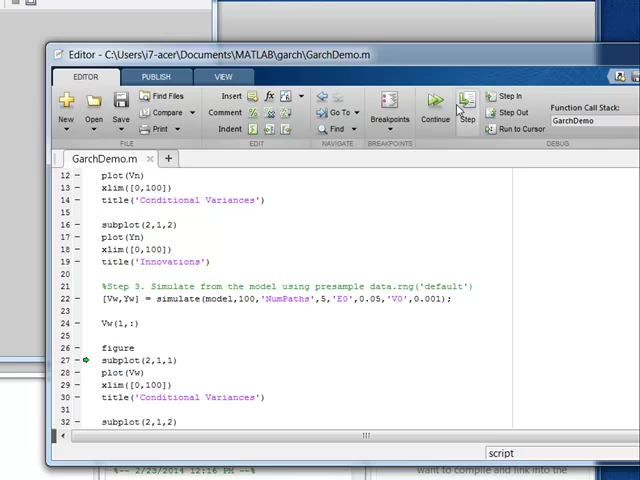 Editor - C:\Users\i7-acer\Documents\MATLAB\garch\GarchDemo.m
EDITOR PUBLISH VIEW
New Open Save
Find Files
Compare
Print
FILE
Insert
Comment
Indent
EDIT
Go To
Find
NAVIGATE
Breakpoints
BREAKPOINTS
Continue Step
Step In
Step Out
Run to Cursor
Function Call Stack:
GarchDemo
DEBUG
GarchDemo.m
12 – plot(Vn)
13 – xlim([0,100])
14 – title('Conditional Variances')
15
16 – subplot(2,1,2)
17 – plot(Yn)
18 – xlim([0,100])
19 – title('Innovations')
20
21 %Step 3. Simulate from the model using presample data.rng('default')
22 – [Vw,Yw] = simulate(model,100,'NumPaths',5,'E0',0.05,'V0',0.001);
23
24 – Vw(1,:)
25
26 – figure
27 – subplot(2,1,1)
28 – plot(Vw)
29 – xlim([0,100])
30 – title('Conditional Variances')
31
32 – subplot(2,1,2)
script
%-- 2/23/2014 12:16 PM --%
want to compile and link into the